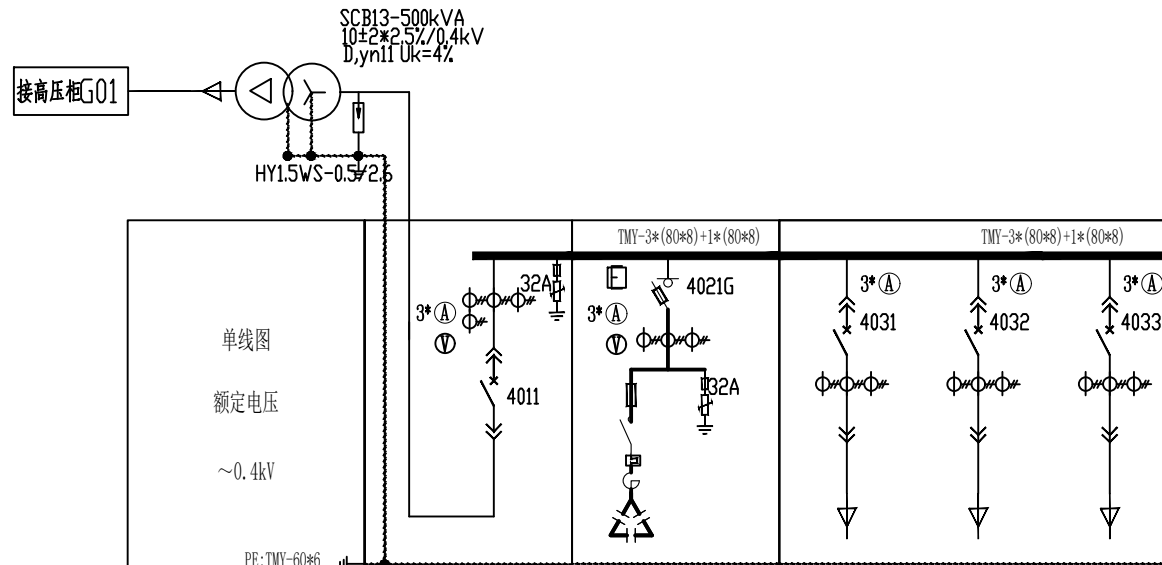 SCB13-500kVA
10±2*2.5%/0.4kV
D,yn11 Uk=4%
接高压柜G01
HY1.5WS-0.5/2.6
TMY-3*(80*8)+1*(80*8)
TMY-3*(80*8)+1*(80*8)
32A
3* A
V
4011
E
4021G
3* A
V
32A
3* A
4031
3* A
4032
3* A
4033
单线图
额定电压
~0.4kV
PE:TMY-60*6